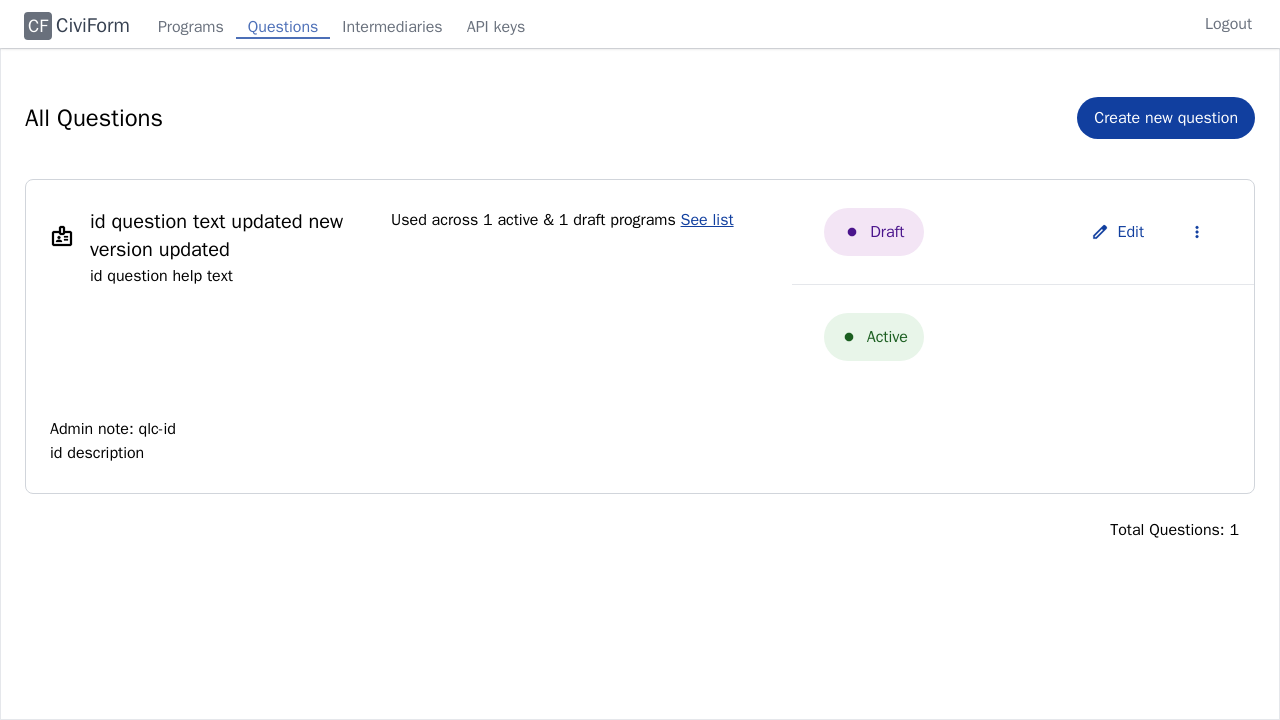 CF CiviForm Programs Questions Intermediaries API keys Logout
All Questions Create new question
id question text updated new
version updated
id question help text
Used across 1 active & 1 draft programs See list
Draft Edit
Active
Admin note: qlc-id
id description
Total Questions: 1